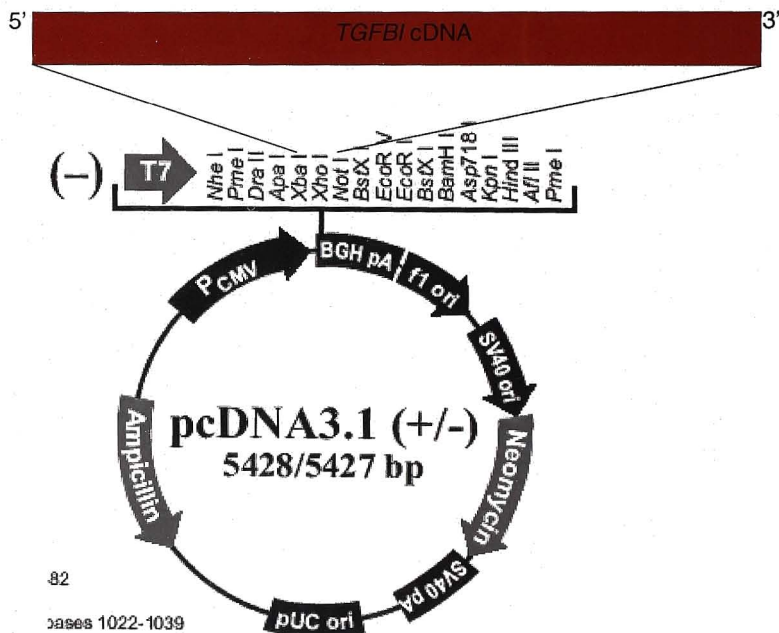 5' TGFBI cDNA 3'
(–) T7 Nhe I Pme I Dra II Apa I Xba I Xho I Not I BstX I EcoR V EcoR I BstX I BamH I Asp718 I Kpn I Hind III Afl II Pme I
PCMV BGH pA f1 ori
SV40 ori
pcDNA3.1 (+/-)
5428/5427 bp
Ampicillin
Neomycin
SV40 pA
pUC ori
82
bases 1022-1039